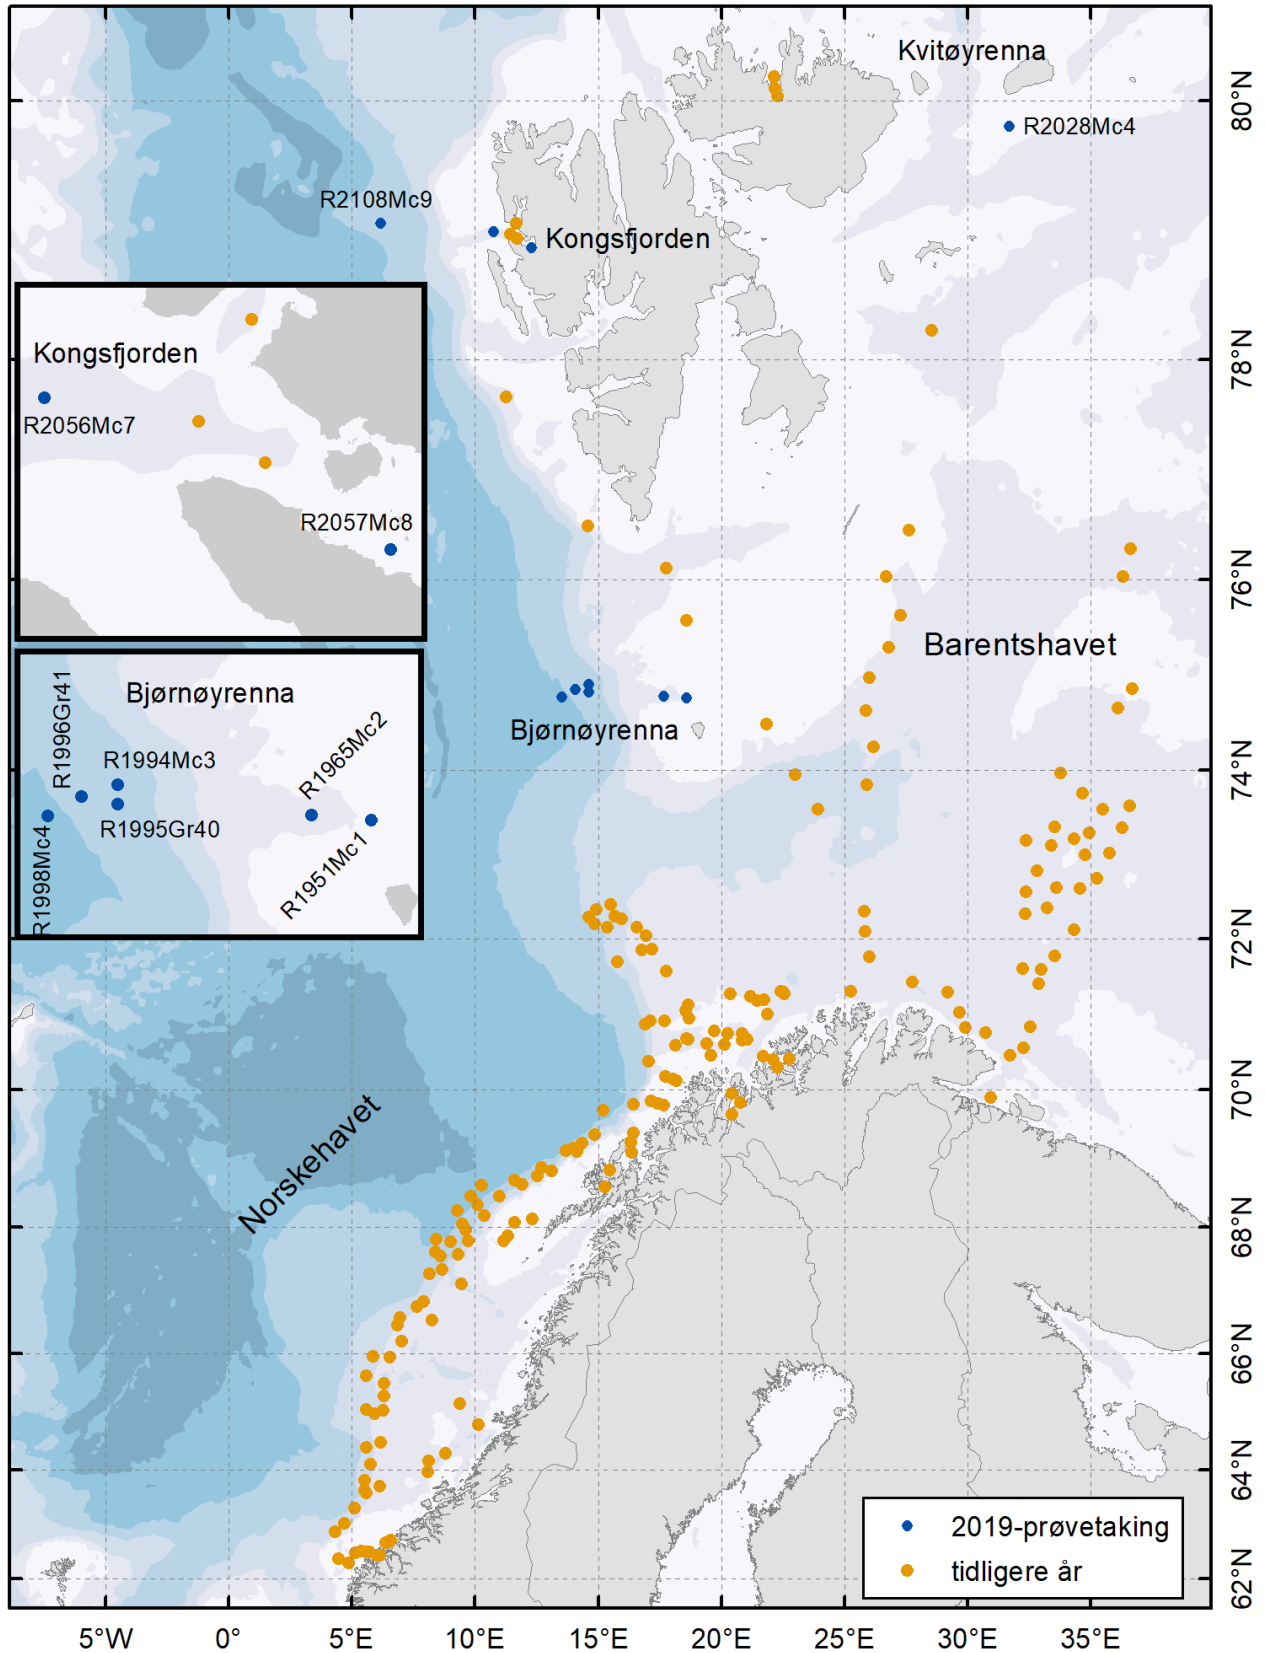 Kvitøyrenna
R2028Mc4
R2108Mc9
Kongsfjorden
Kongsfjorden
R2056Mc7
R2057Mc8
Barentshavet
Bjørnøyrenna
Bjørnøyrenna
R1996Gr41
R1994Mc3
R1965Mc2
R1995Gr40
R1998Mc4
R1951Mc1
Norskehavet
2019-prøvetaking
tidligere år
80°N
78°N
76°N
74°N
72°N
70°N
68°N
66°N
64°N
62°N
5°W 0° 5°E 10°E 15°E 20°E 25°E 30°E 35°E